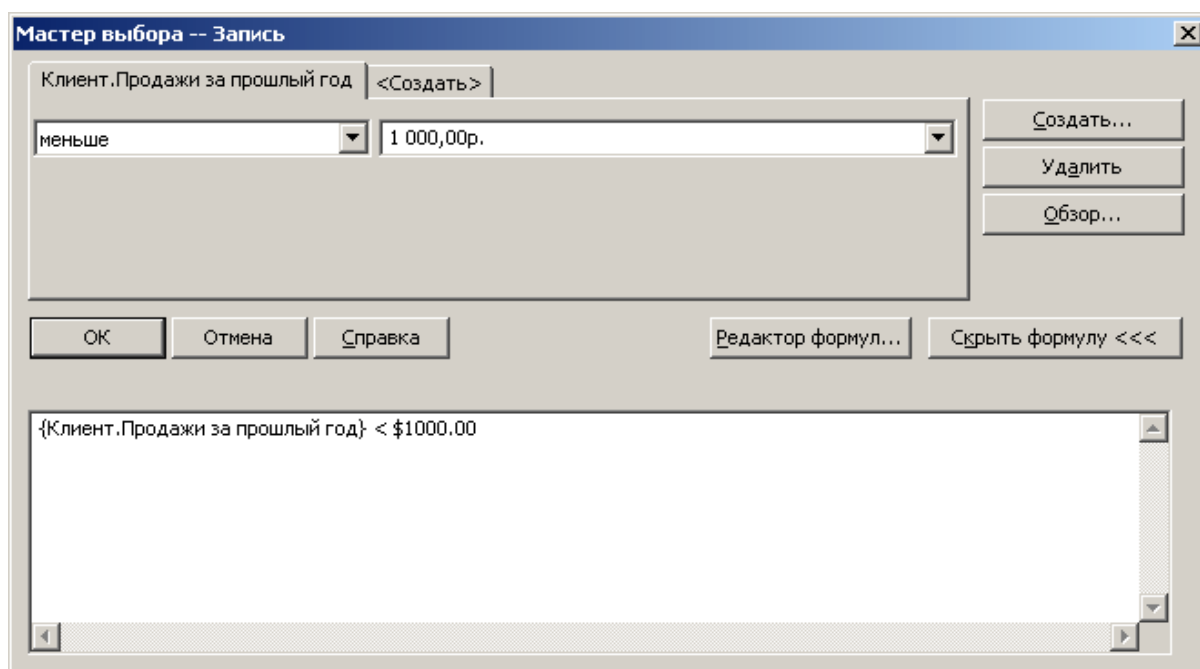 Мастер выбора -- Запись
Клиент.Продажи за прошлый год <Создать>
меньше 1 000,00р.
Создать...
Удалить
Обзор...
OK Отмена Справка Редактор формул... Скрыть формулу <<<
{Клиент.Продажи за прошлый год} < $1000.00